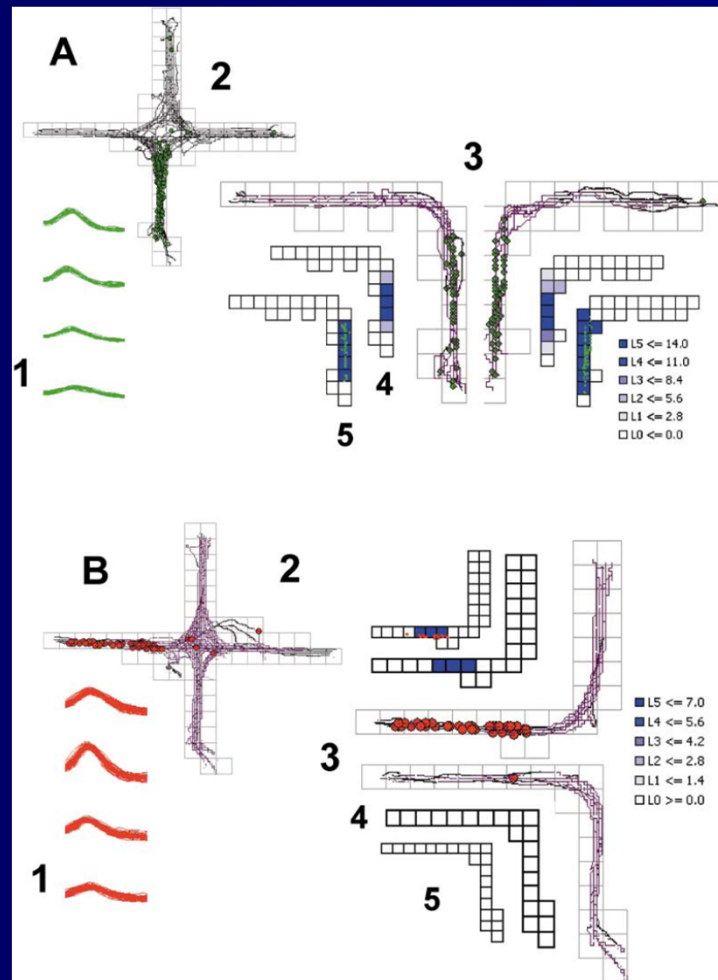 A
2
3
1
4
5
L5 <= 14.0
L4 <= 11.0
L3 <= 8.4
L2 <= 5.6
L1 <= 2.8
L0 <= 0.0
B
2
3
1
4
5
L5 <= 7.0
L4 <= 5.6
L3 <= 4.2
L2 <= 2.8
L1 <= 1.4
L0 >= 0.0